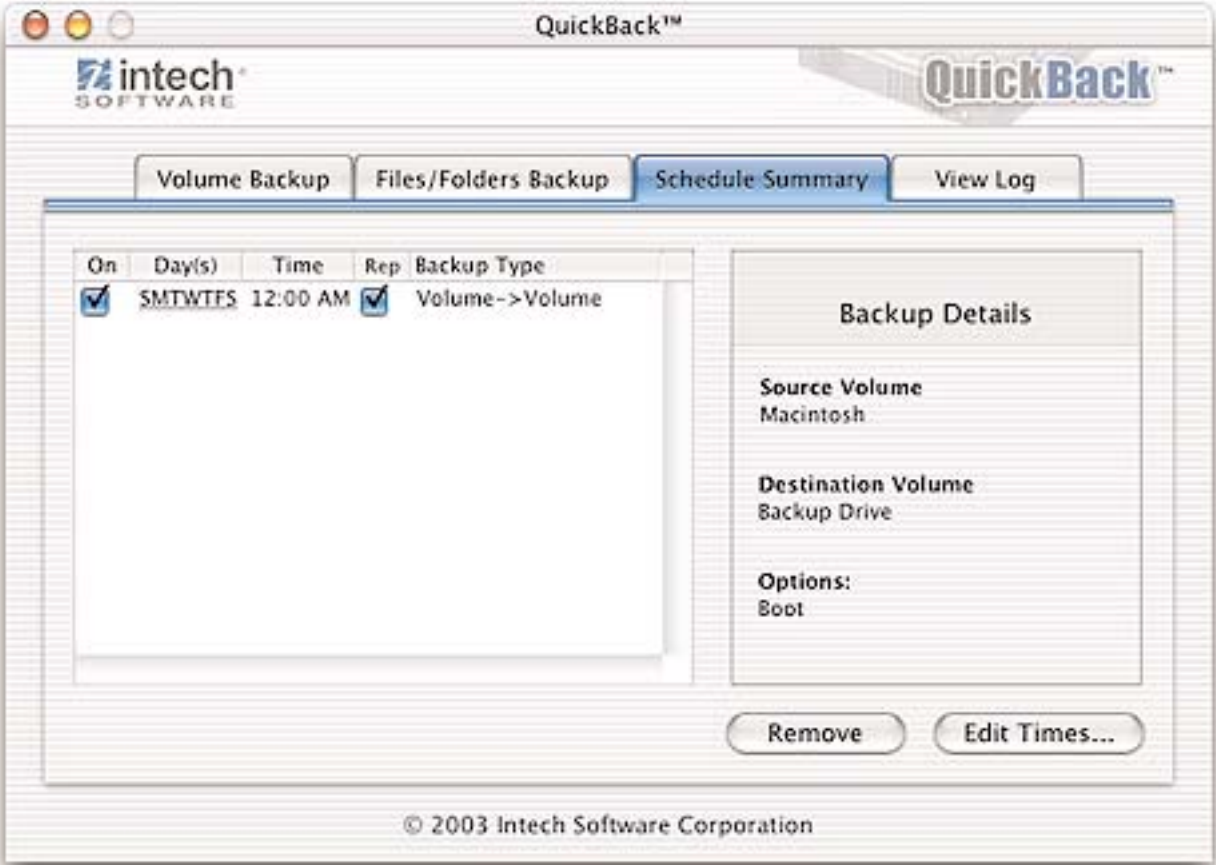 QuickBack™
intech
SOFTWARE
QuickBack™
Volume Backup
Files/Folders Backup
Schedule Summary
View Log
On Day(s) Time Rep Backup Type
SMTWTFS 12:00 AM Volume->Volume
Backup Details
Source Volume
Macintosh
Destination Volume
Backup Drive
Options:
Boot
Remove
Edit Times...
© 2003 Intech Software Corporation